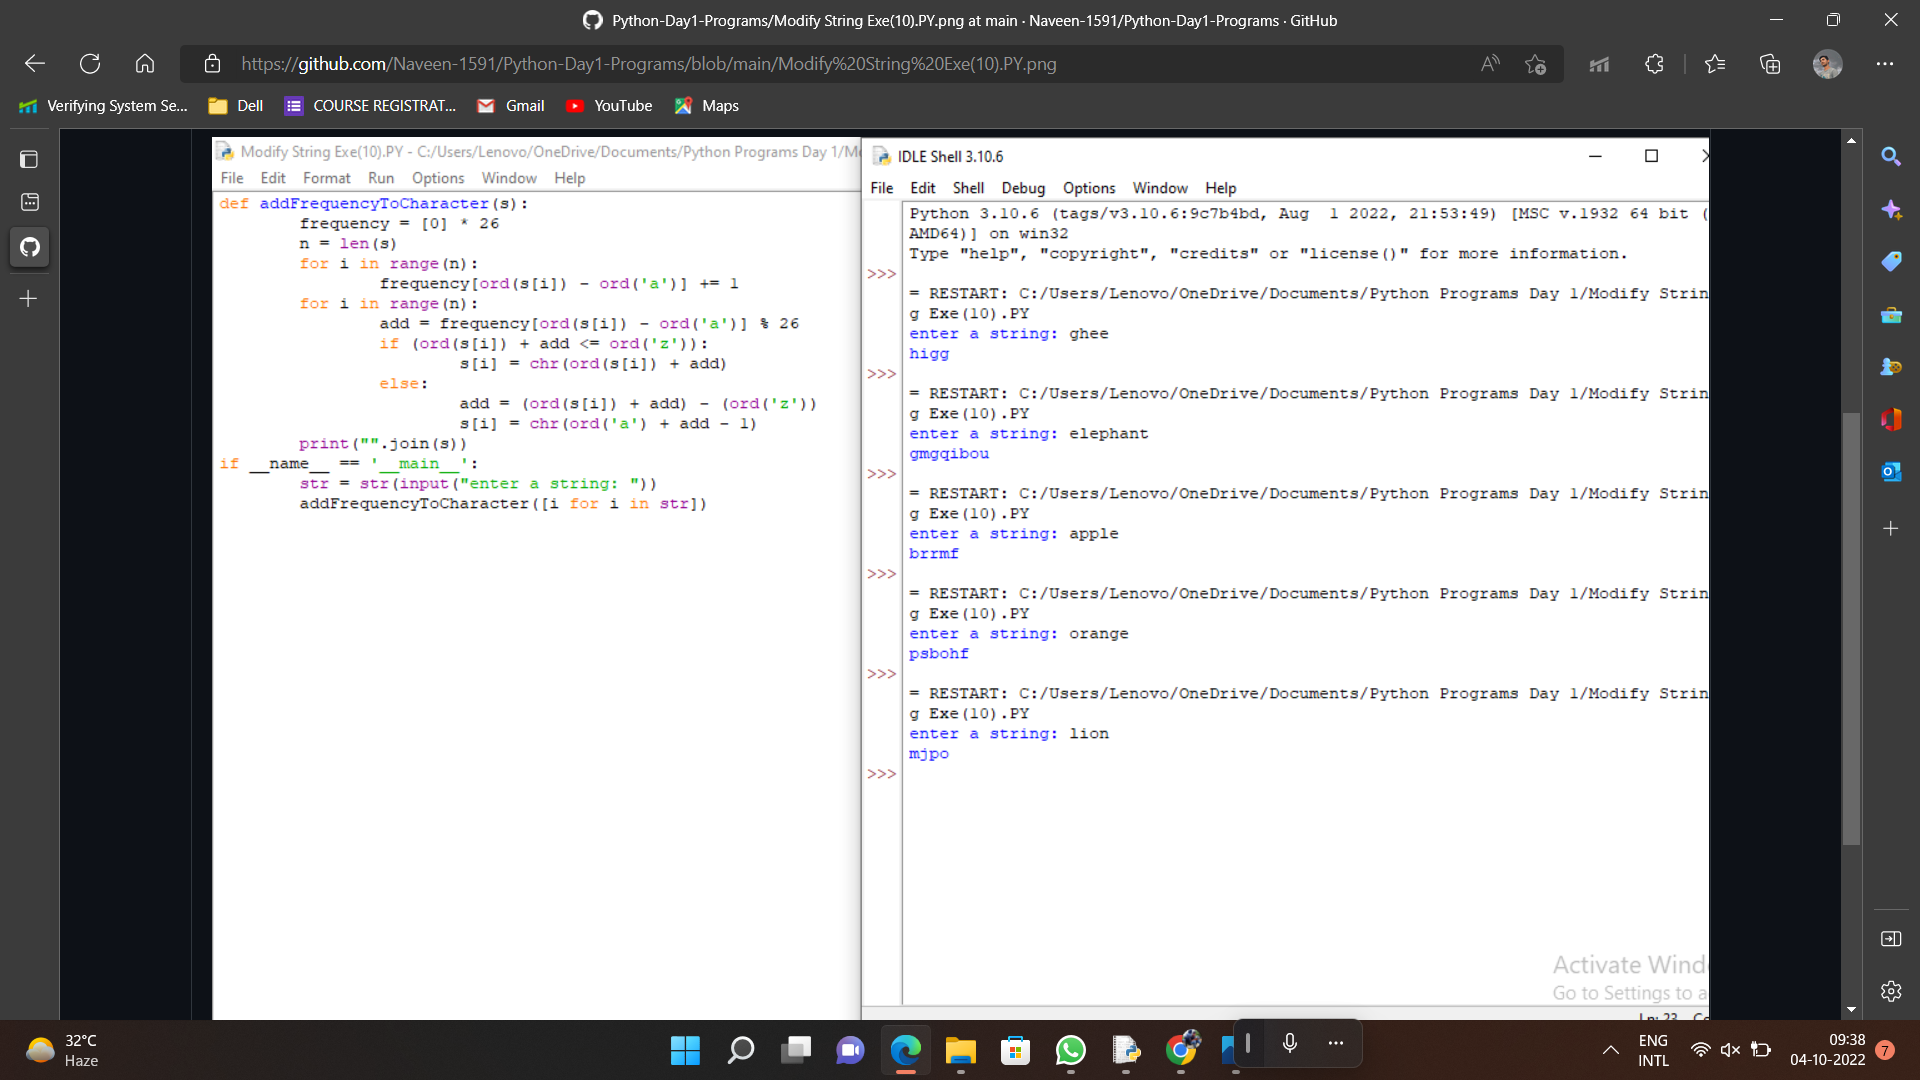 Python-Day1-Programs/Modify String Exe(10).PY.png at main · Naveen-1591/Python-Day1-Programs · GitHub
https://github.com/Naveen-1591/Python-Day1-Programs/blob/main/Modify%20String%20Exe(10).PY.png
Verifying System Se... Dell COURSE REGISTRAT... Gmail YouTube Maps
Modify String Exe(10).PY - C:/Users/Lenovo/OneDrive/Documents/Python Programs Day 1/Mo
File Edit Format Run Options Window Help
def addFrequencyToCharacter(s):
frequency = [0] * 26
n = len(s)
for i in range(n):
frequency[ord(s[i]) - ord('a')] += 1
for i in range(n):
add = frequency[ord(s[i]) - ord('a')] % 26
if (ord(s[i]) + add <= ord('z')):
s[i] = chr(ord(s[i]) + add)
else:
add = (ord(s[i]) + add) - (ord('z'))
s[i] = chr(ord('a') + add - 1)
print("".join(s))
if __name__ == '__main__':
str = str(input("enter a string: "))
addFrequencyToCharacter([i for i in str])
IDLE Shell 3.10.6
File Edit Shell Debug Options Window Help
Python 3.10.6 (tags/v3.10.6:9c7b4bd, Aug  1 2022, 21:53:49) [MSC v.1932 64 bit (
AMD64)] on win32
Type "help", "copyright", "credits" or "license()" for more information.
>>>
= RESTART: C:/Users/Lenovo/OneDrive/Documents/Python Programs Day 1/Modify Strin
g Exe(10).PY
enter a string: ghee
higg
>>>
= RESTART: C:/Users/Lenovo/OneDrive/Documents/Python Programs Day 1/Modify Strin
g Exe(10).PY
enter a string: elephant
gmgqibou
>>>
= RESTART: C:/Users/Lenovo/OneDrive/Documents/Python Programs Day 1/Modify Strin
g Exe(10).PY
enter a string: apple
brrmf
>>>
= RESTART: C:/Users/Lenovo/OneDrive/Documents/Python Programs Day 1/Modify Strin
g Exe(10).PY
enter a string: orange
psbohf
>>>
= RESTART: C:/Users/Lenovo/OneDrive/Documents/Python Programs Day 1/Modify Strin
g Exe(10).PY
enter a string: lion
mjpo
>>>
Activate Wind
Go to Settings to a
Ln: 23 Co
32°C
Haze
ENG
INTL
09:38
04-10-2022
7